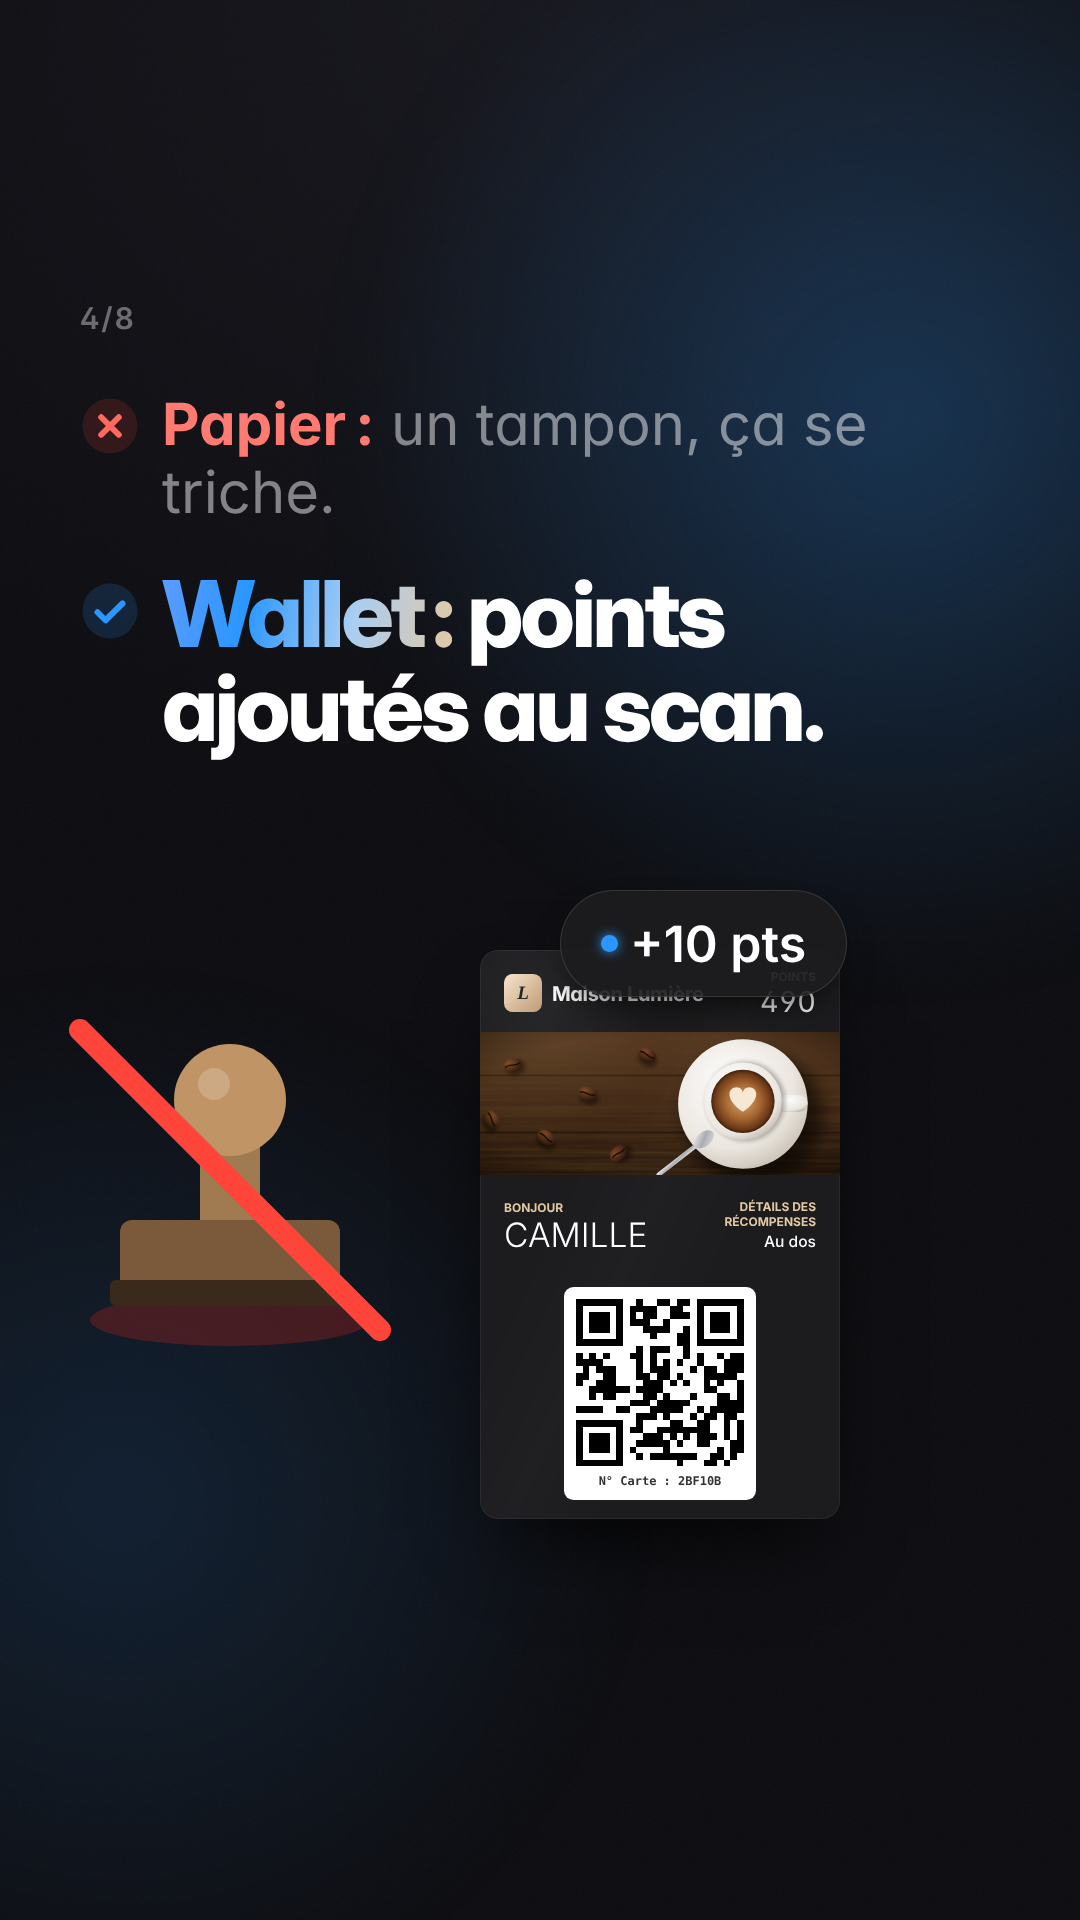 4/8
Papier : un tampon, ça se
triche.
Wallet : points
ajoutés au scan.
+10 pts
POINTS
L Maison Lumière 490
BONJOUR
CAMILLE
DÉTAILS DES
RÉCOMPENSES
Au dos
N° Carte : 2BF10B